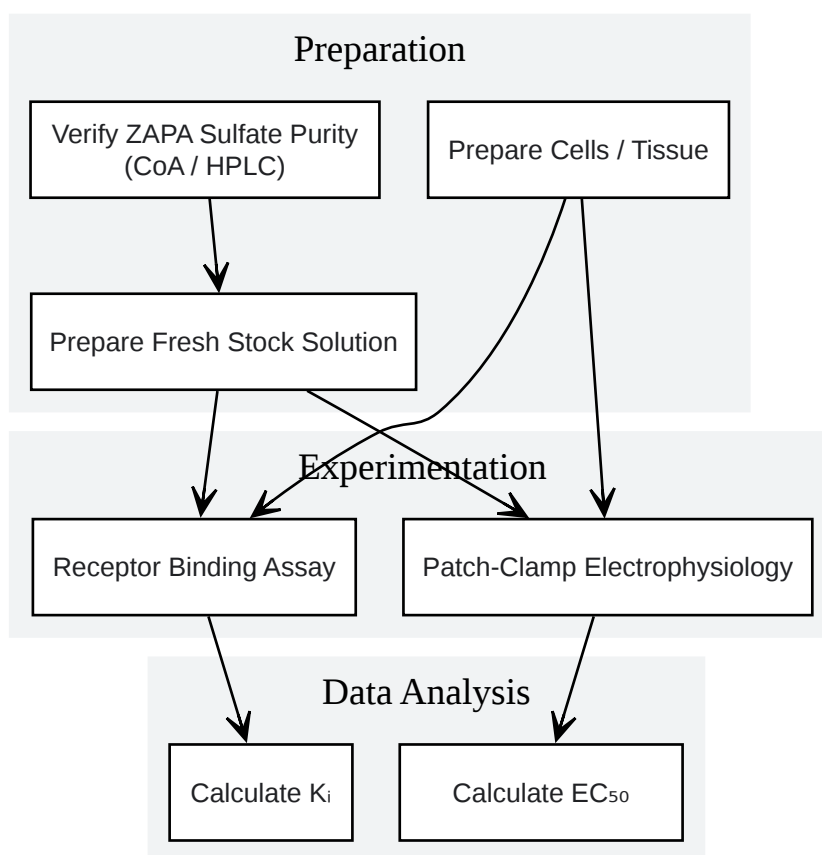 Preparation
Verify ZAPA Sulfate Purity
(CoA / HPLC)
Prepare Cells / Tissue
Prepare Fresh Stock Solution
Experimentation
Receptor Binding Assay
Patch-Clamp Electrophysiology
Data Analysis
Calculate Kᵢ
Calculate EC₅₀